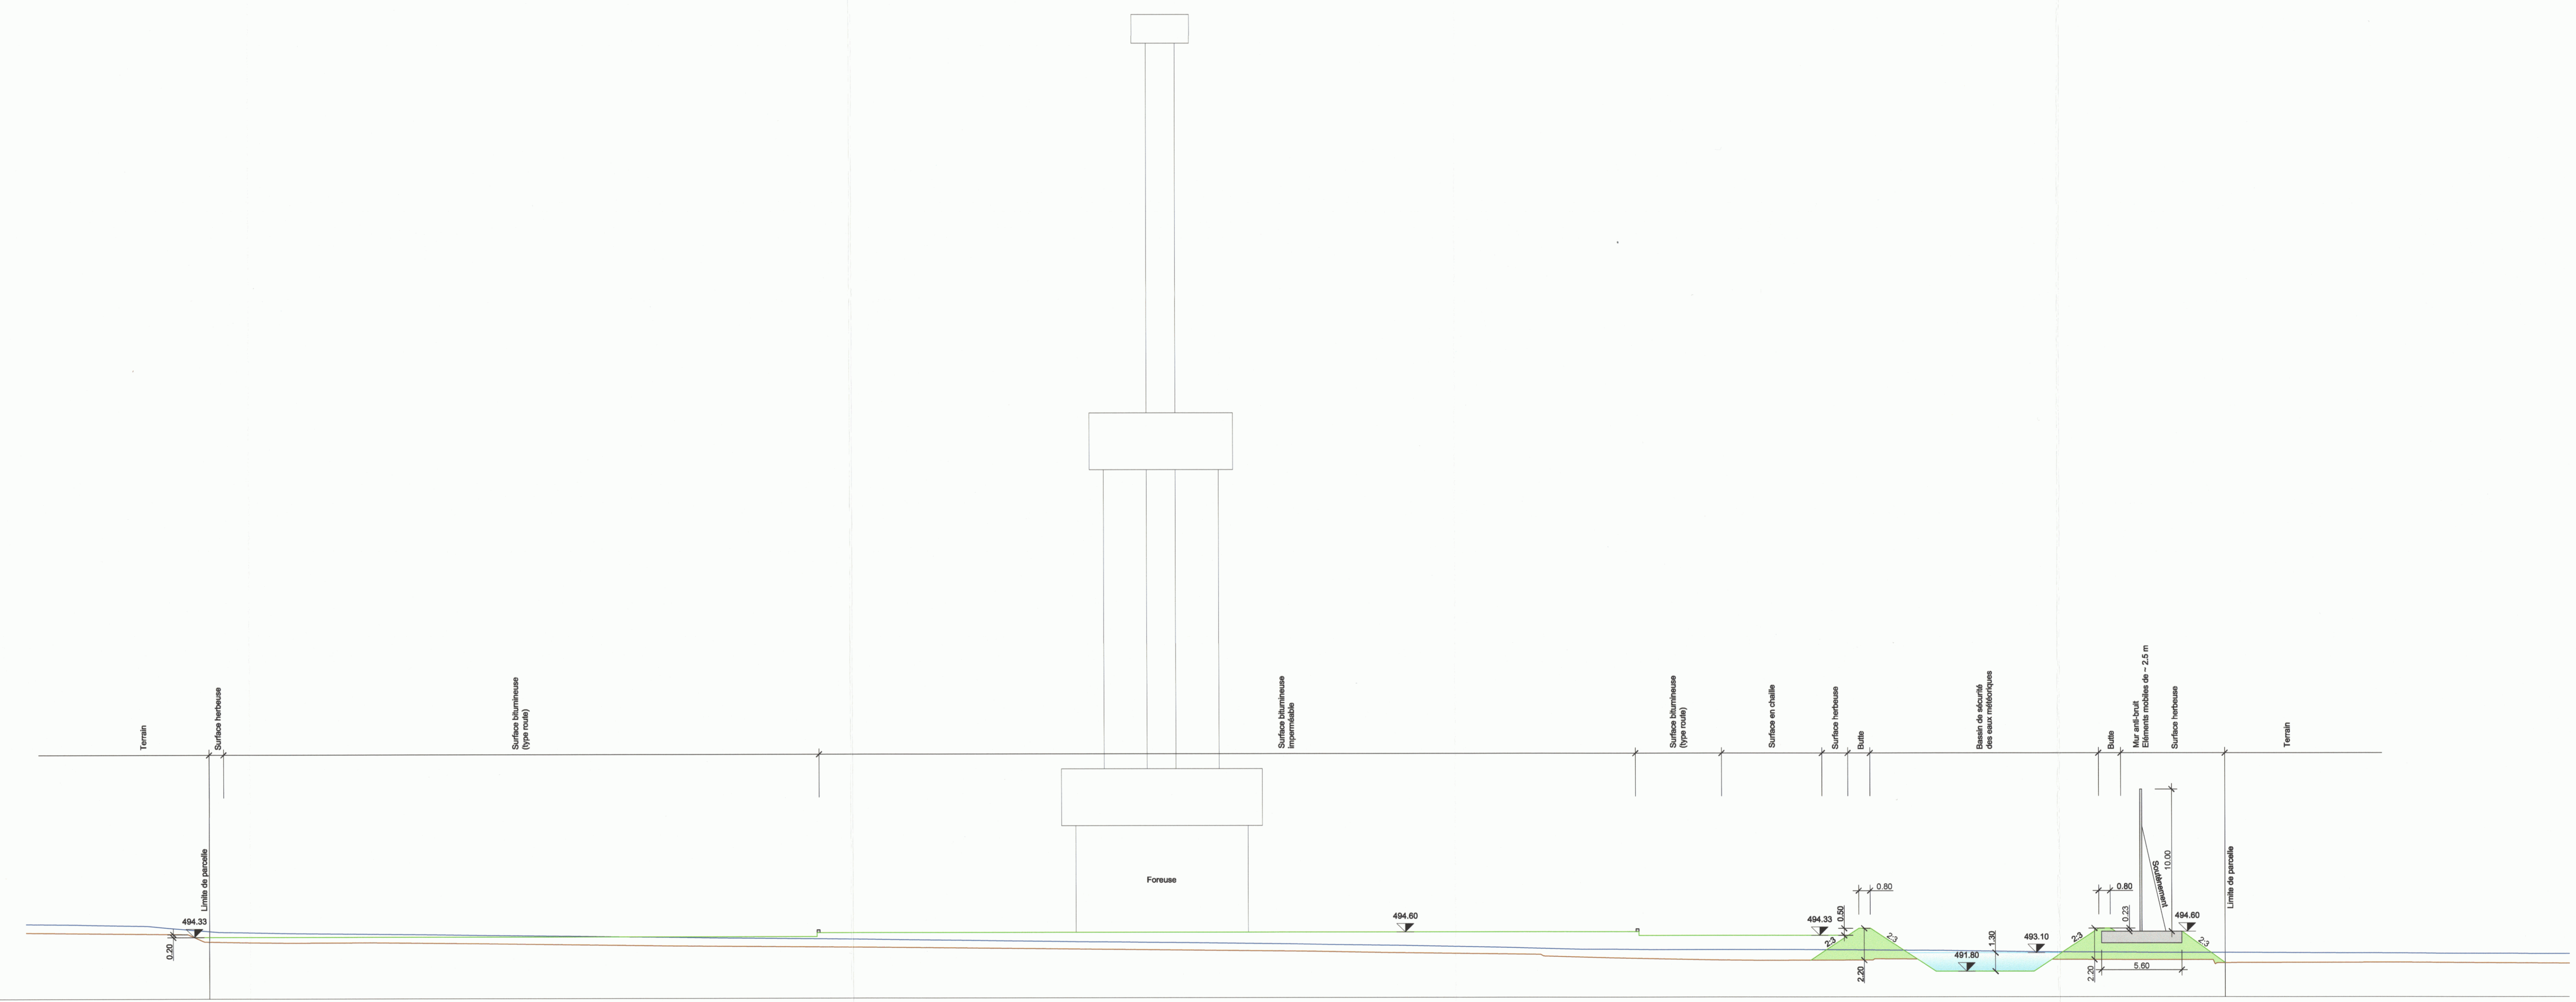 Terrain
Surface herbeuse
Surface bitumineuse
(type route)
Surface bitumineuse
imperméable
Surface bitumineuse
(type route)
Surface en chaille
Surface herbeuse
Butte
Bassin de sécurité
des eaux météoriques
Butte
Mur anti-bruit
Eléments mobiles de ~ 2.5 m
Surface herbeuse
Terrain
Limite de parcelle
494.33
0.20
Foreuse
494.60
494.33
0.50
0.80
2:3
2:3
2.20
491.80
1.30
493.10
2:3
0.80
0.23
2.20
5.60
Soutènement
10.00
494.60
2:3
Limite de parcelle